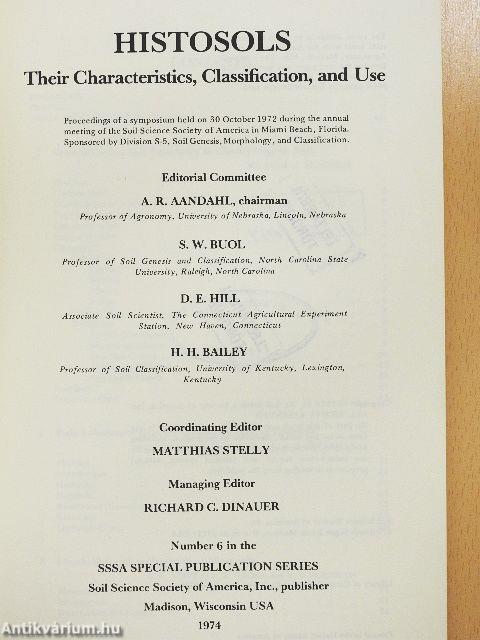 HISTOSOLS
Their Characteristics, Classification, and Use
Proceedings of a symposium held on 30 October 1972 during the annual
meeting of the Soil Science Society of America in Miami Beach, Florida.
Sponsored by Division S-5, Soil Genesis, Morphology, and Classification.
Editorial Committee
A. R. AANDAHL, chairman
Professor of Agronomy, University of Nebraska, Lincoln, Nebraska
S. W. BUOL
Professor of Soil Genesis and Classification, North Carolina State
University, Raleigh, North Carolina
D. E. HILL
Associate Soil Scientist, The Connecticut Agricultural Experiment
Station, New Haven, Connecticut
H. H. BAILEY
Professor of Soil Classification, University of Kentucky, Lexington,
Kentucky
Coordinating Editor
MATTHIAS STELLY
Managing Editor
RICHARD C. DINAUER
Number 6 in the
SSSA SPECIAL PUBLICATION SERIES
Soil Science Society of America, Inc., publisher
Madison, Wisconsin USA
1974
Antikvárium.hu